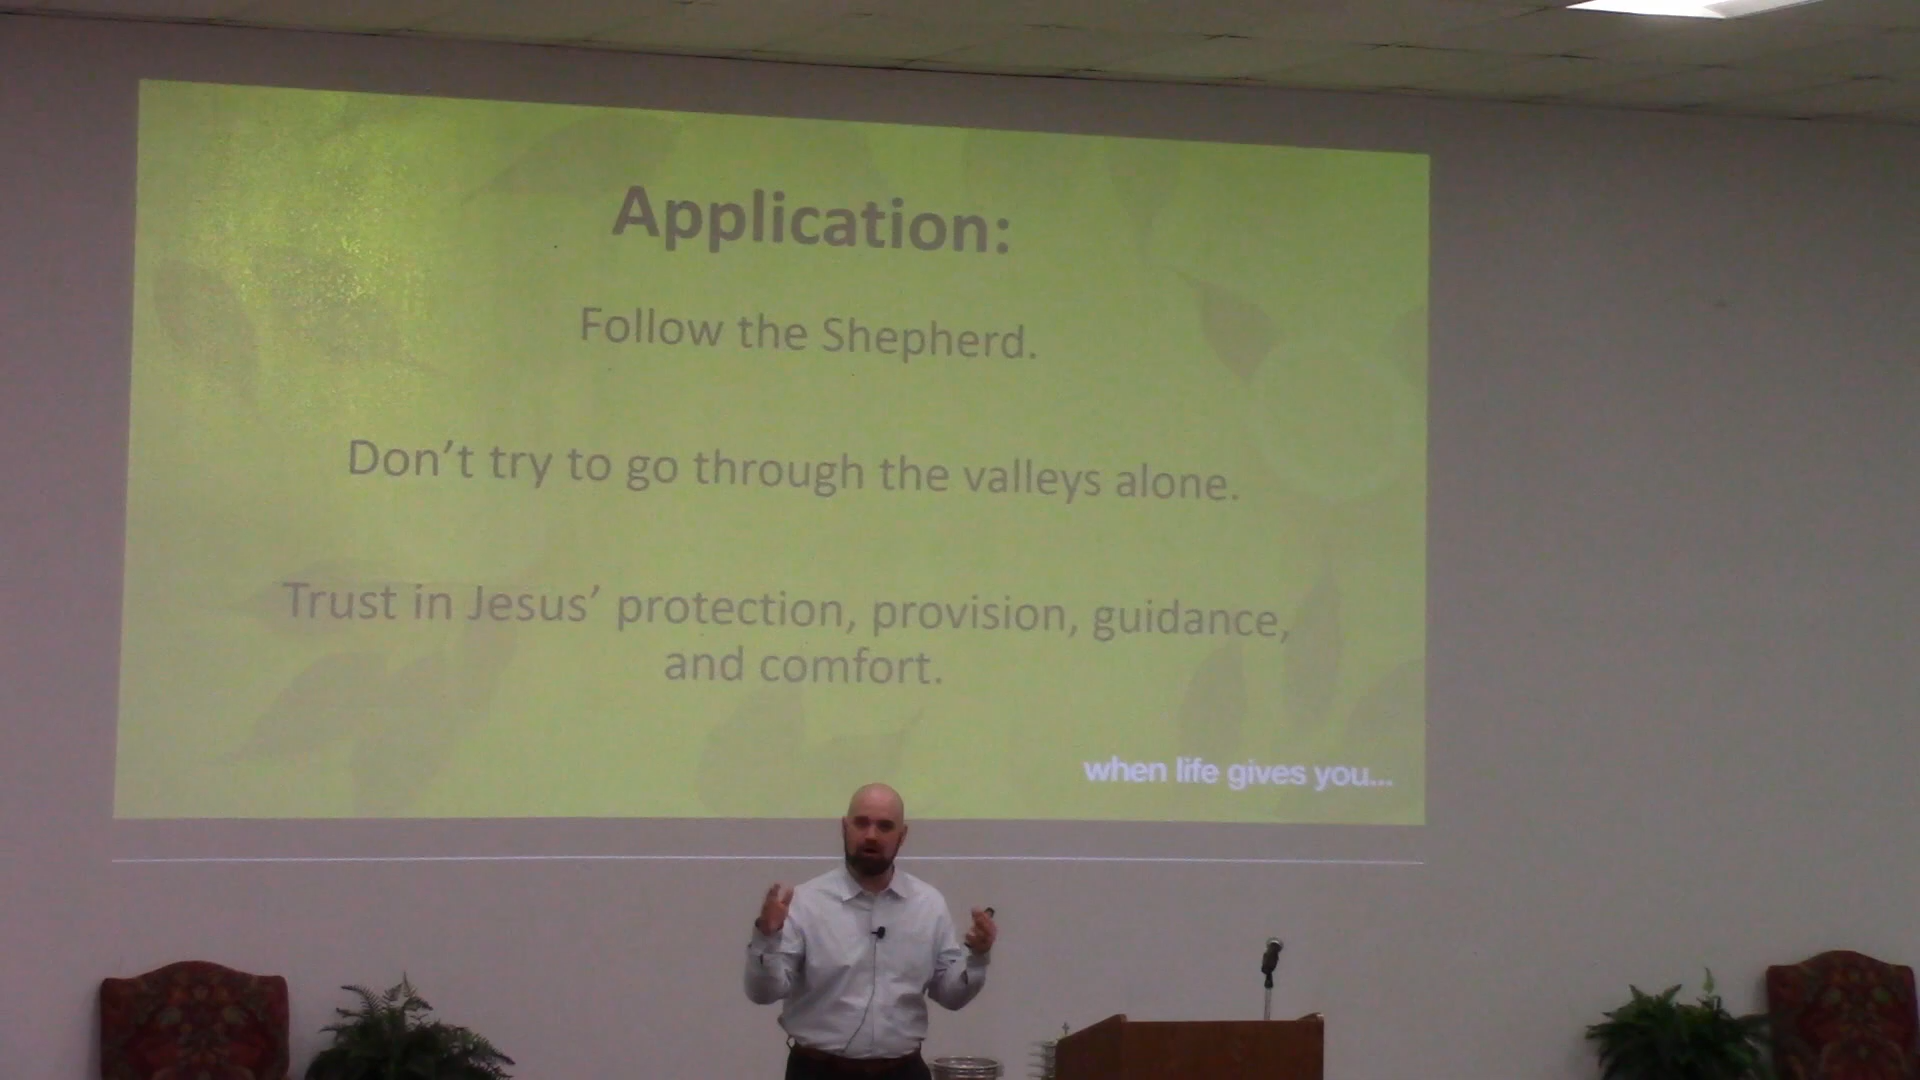 Application:
Follow the Shepherd.
Don’t try to go through the valleys alone.
Trust in Jesus’ protection, provision, guidance,
and comfort.
when life gives you...